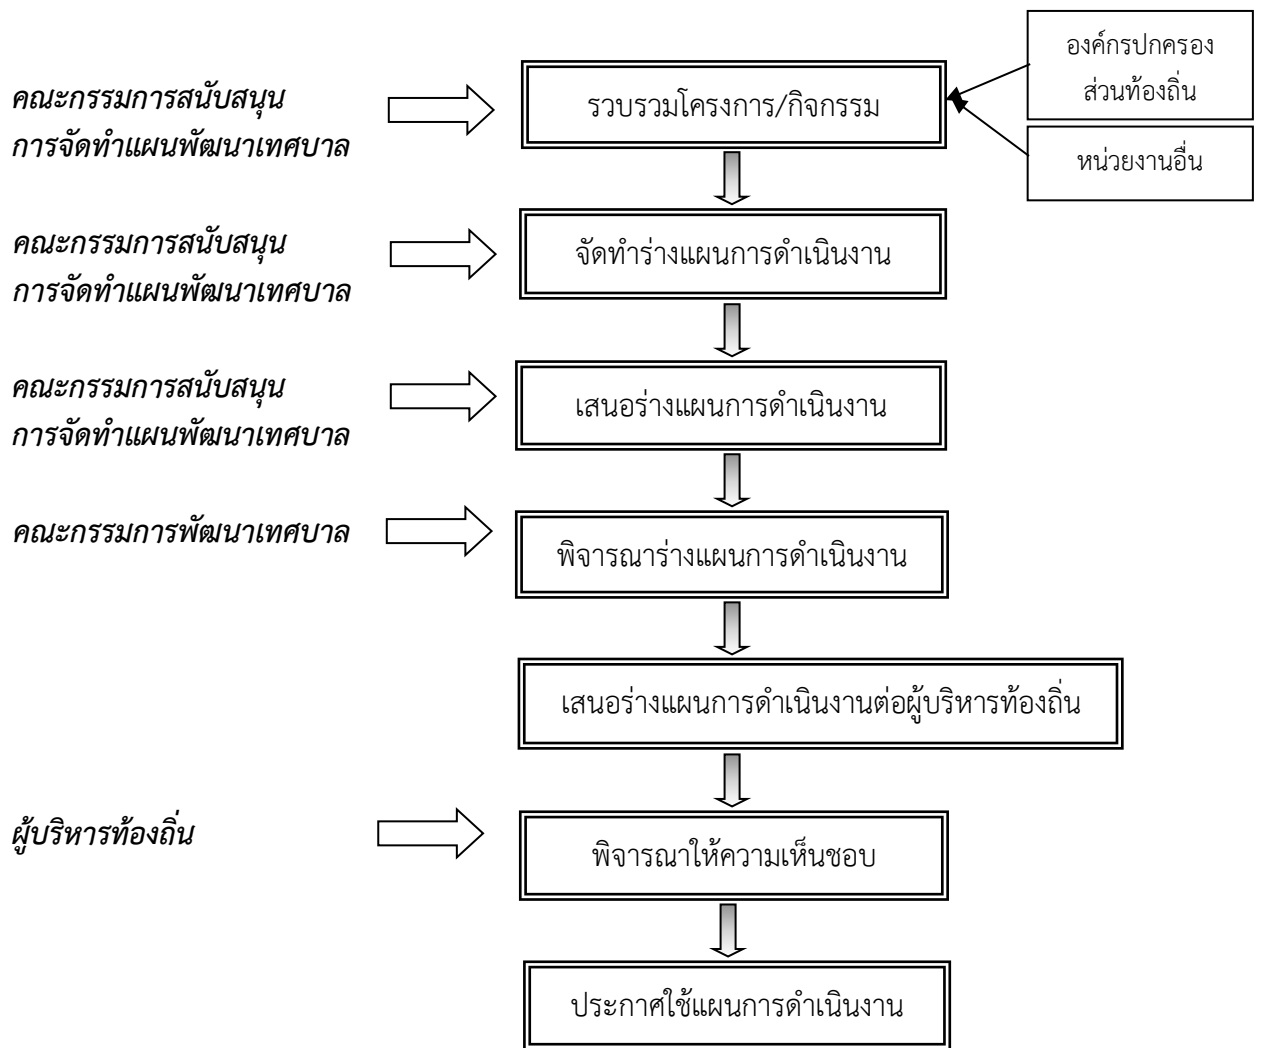 องค์กรปกครอง
ส่วนท้องถิ่น
คณะกรรมการสนับสนุน
การจัดทำแผนพัฒนาเทศบาล
รวบรวมโครงการ/กิจกรรม
หน่วยงานอื่น
คณะกรรมการสนับสนุน
การจัดทำแผนพัฒนาเทศบาล
จัดทำร่างแผนการดำเนินงาน
คณะกรรมการสนับสนุน
การจัดทำแผนพัฒนาเทศบาล
เสนอร่างแผนการดำเนินงาน
คณะกรรมการพัฒนาเทศบาล
พิจารณาร่างแผนการดำเนินงาน
เสนอร่างแผนการดำเนินงานต่อผู้บริหารท้องถิ่น
ผู้บริหารท้องถิ่น
พิจารณาให้ความเห็นชอบ
ประกาศใช้แผนการดำเนินงาน